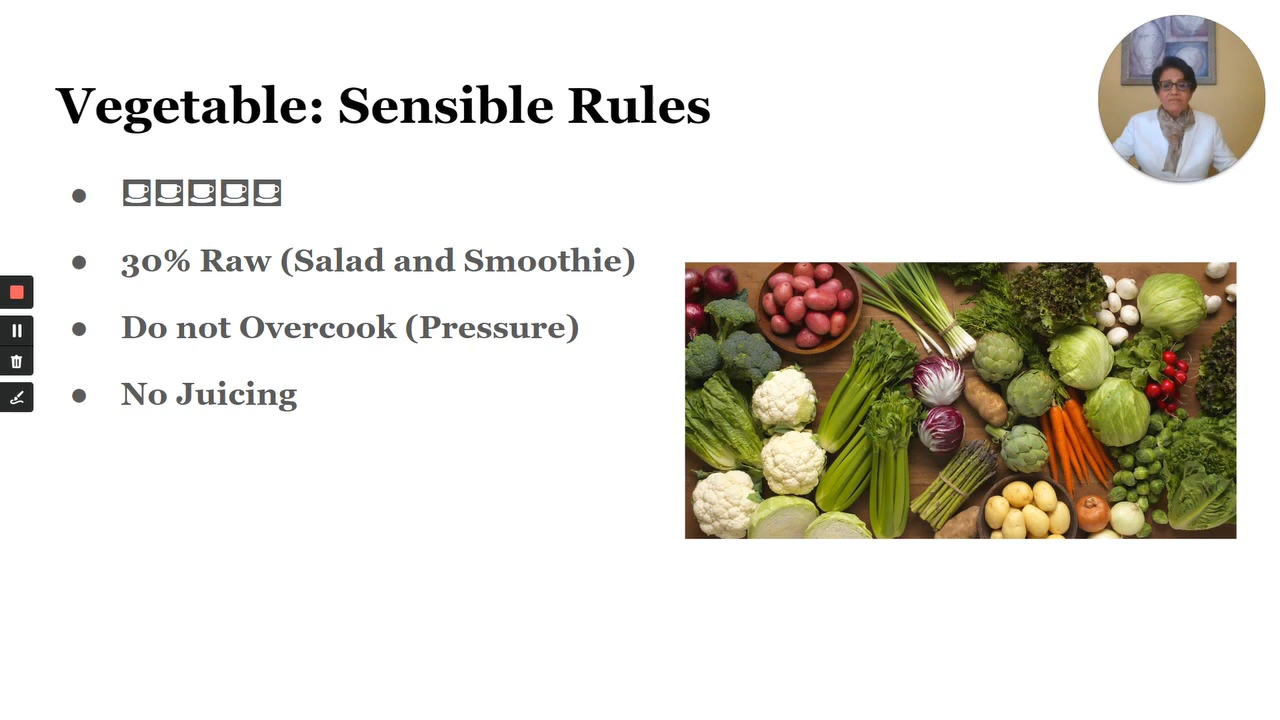 Vegetable: Sensible Rules
30% Raw (Salad and Smoothie)
Do not Overcook (Pressure)
No Juicing